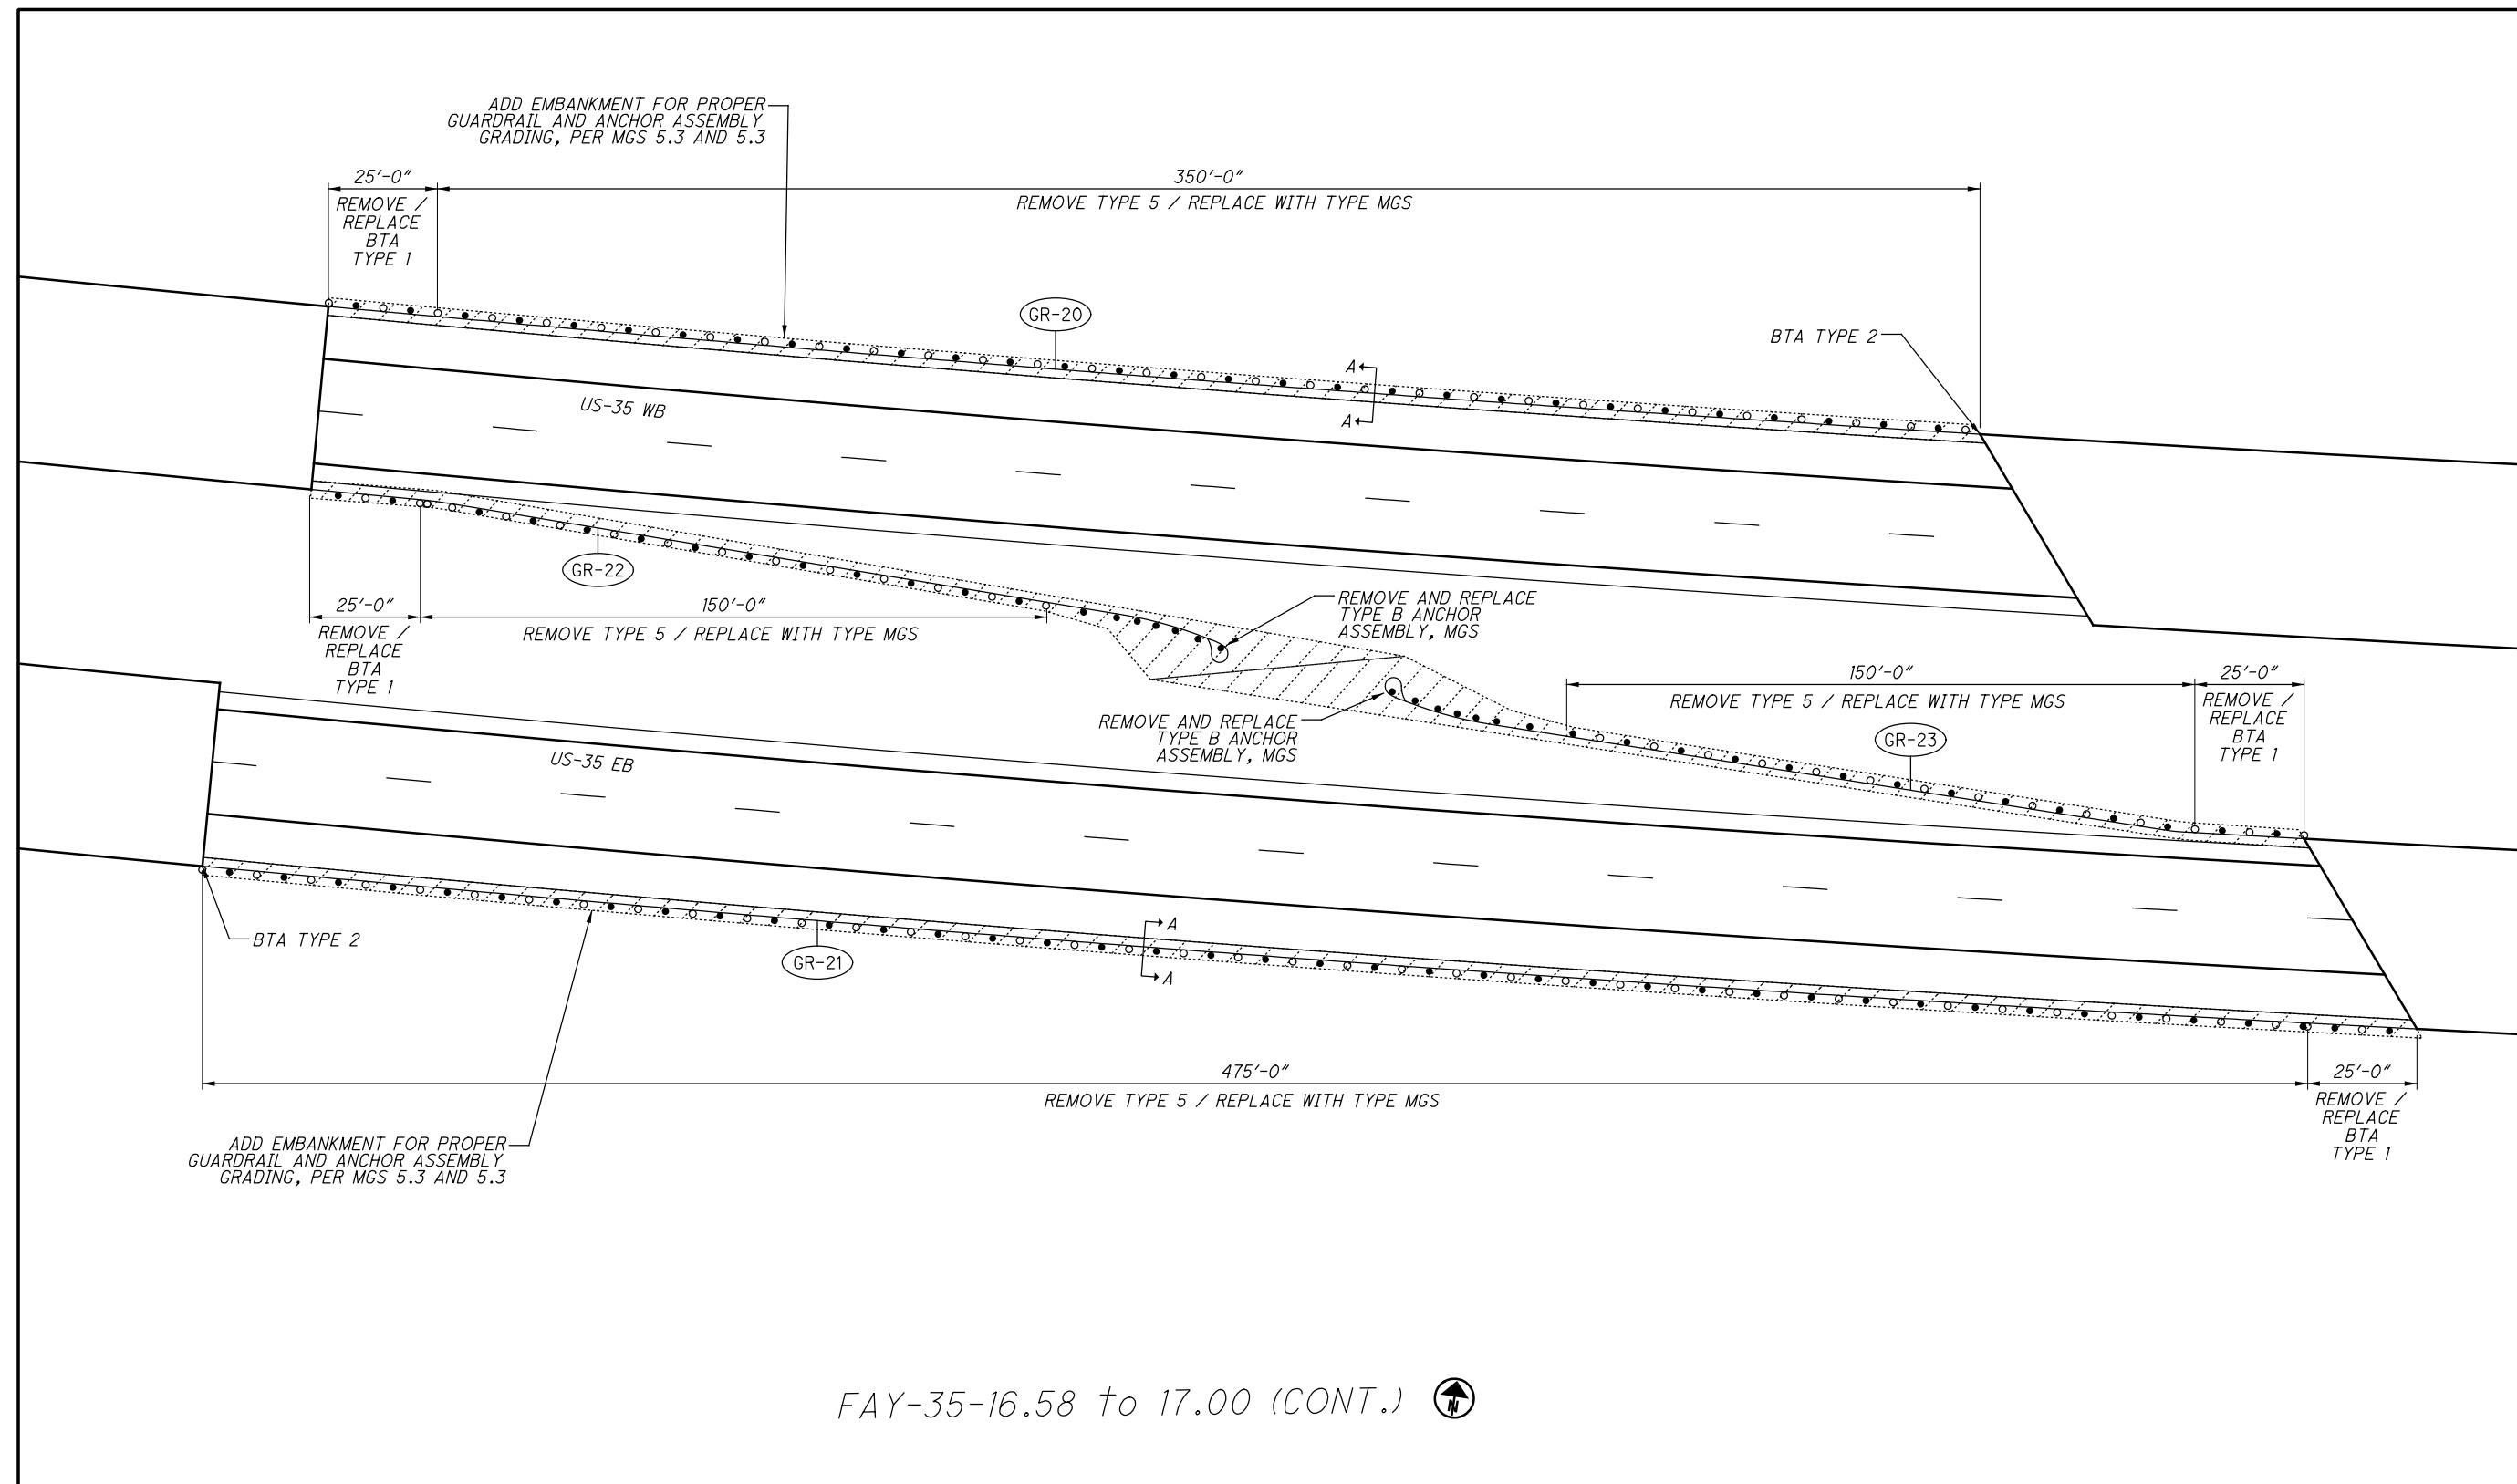 ADD EMBANKMENT FOR PROPER
GUARDRAIL AND ANCHOR ASSEMBLY
GRADING, PER MGS 5.3 AND 5.3
25'-0"
REMOVE /
REPLACE
BTA
TYPE 1
350'-0"
REMOVE TYPE 5 / REPLACE WITH TYPE MGS
GR-20
BTA TYPE 2
A
A
US-35 WB
GR-22
25'-0"
REMOVE /
REPLACE
BTA
TYPE 1
150'-0"
REMOVE TYPE 5 / REPLACE WITH TYPE MGS
REMOVE AND REPLACE
TYPE B ANCHOR
ASSEMBLY, MGS
REMOVE AND REPLACE
TYPE B ANCHOR
ASSEMBLY, MGS
150'-0"
REMOVE TYPE 5 / REPLACE WITH TYPE MGS
25'-0"
REMOVE /
REPLACE
BTA
TYPE 1
GR-23
US-35 EB
BTA TYPE 2
GR-21
A
A
475'-0"
REMOVE TYPE 5 / REPLACE WITH TYPE MGS
25'-0"
REMOVE /
REPLACE
BTA
TYPE 1
ADD EMBANKMENT FOR PROPER
GUARDRAIL AND ANCHOR ASSEMBLY
GRADING, PER MGS 5.3 AND 5.3
FAY-35-16.58 to 17.00 (CONT.)
N